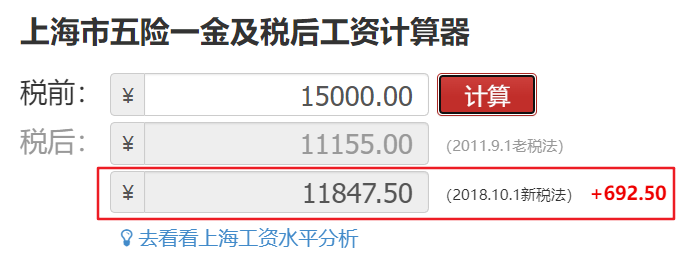 上海市五险一金及税后工资计算器
税前： ¥ 15000.00 计算
税后： ¥ 11155.00 (2011.9.1老税法)
¥ 11847.50 (2018.10.1新税法) +692.50
去看看上海工资水平分析